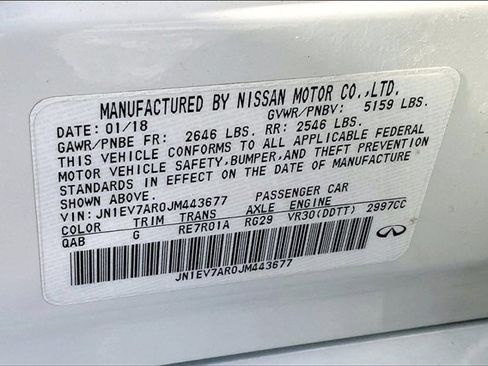 MANUFACTURED BY NISSAN MOTOR CO.,LTD.
DATE: 01/18 GVWR/PNBV: 5159 LBS.
GAWR/PNBE FR: 2646 LBS. RR: 2546 LBS.
THIS VEHICLE CONFORMS TO ALL APPLICABLE FEDERAL
MOTOR VEHICLE SAFETY,BUMPER,AND THEFT PREVENTION
STANDARDS IN EFFECT ON THE DATE OF MANUFACTURE
SHOWN ABOVE.
VIN: JN1EV7AR0JM443677 PASSENGER CAR
COLOR TRIM TRANS AXLE ENGINE
QAB G RE7R01A RG29 VR30(DDTT) 2997CC
JN1EV7AR0JM443677